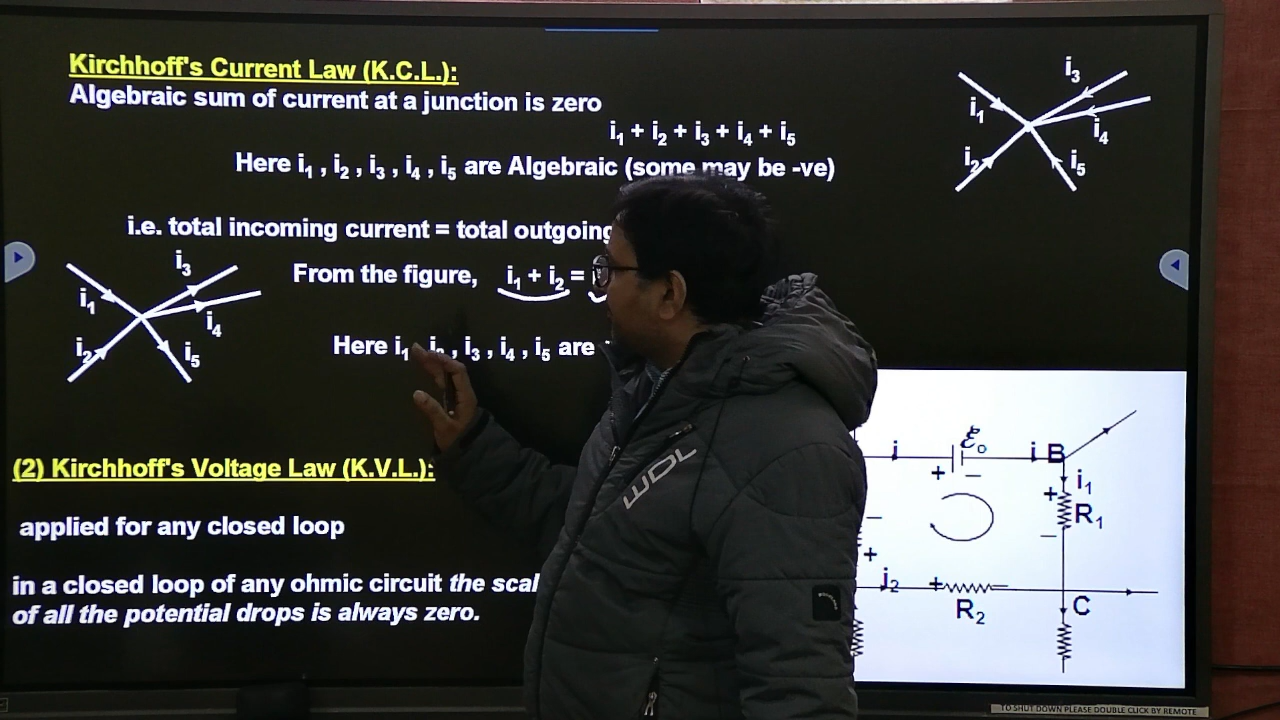 Kirchhoff's Current Law (K.C.L.):
Algebraic sum of current at a junction is zero
i₁ + i₂ + i₃ + i₄ + i₅
Here i₁ , i₂ , i₃ , i₄ , i₅ are Algebraic (some may be -ve)
i₃
i₁
i₄
i₂
i₅
i.e. total incoming current = total outgoing
From the figure, i₁ + i₂ =
i₃
i₁
i₄
i₂
i₅
Here i₁ , i₂ , i₃ , i₄ , i₅ are
(2) Kirchhoff's Voltage Law (K.V.L.):
applied for any closed loop
in a closed loop of any ohmic circuit the
of all the potential drops is always zero.
i ℰ₀ i B
+ −
i₁
+
R₁
−
−
+
i₂ + −
R₂
C
WDL
TO SHUT DOWN PLEASE DOUBLE CLICK BY REMOTE